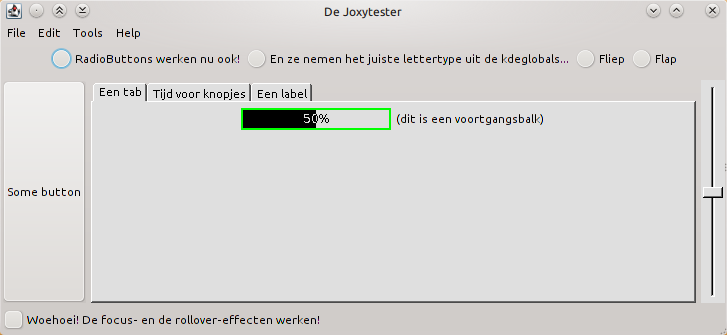 De Joxytester
File Edit Tools Help
RadioButtons werken nu ook! En ze nemen het juiste lettertype uit de kdeglobals... Fliep Flap
Een tab Tijd voor knopjes Een label
50% (dit is een voortgangsbalk)
Some button
Woehoei! De focus- en de rollover-effecten werken!